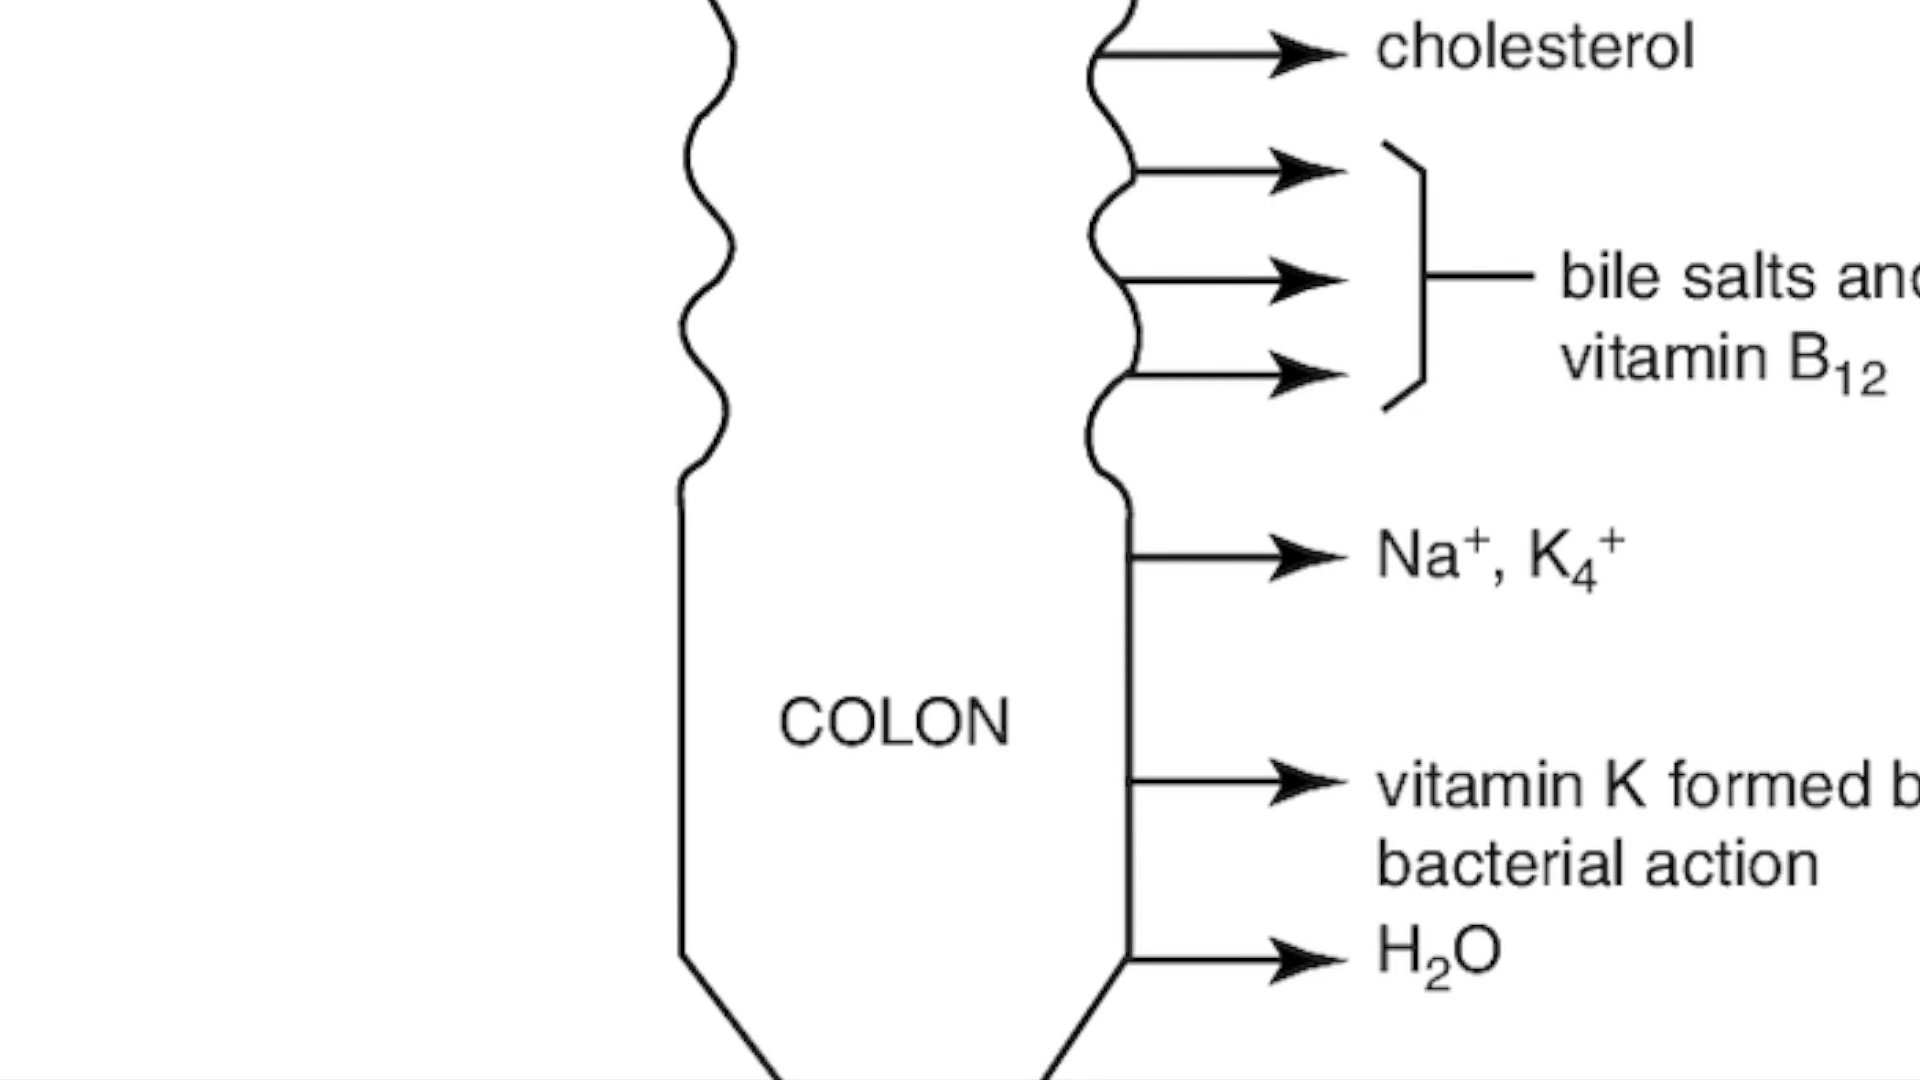 cholesterol
bile salts and
vitamin B₁₂
Na⁺, K₄⁺
COLON
vitamin K formed b
bacterial action
H₂O